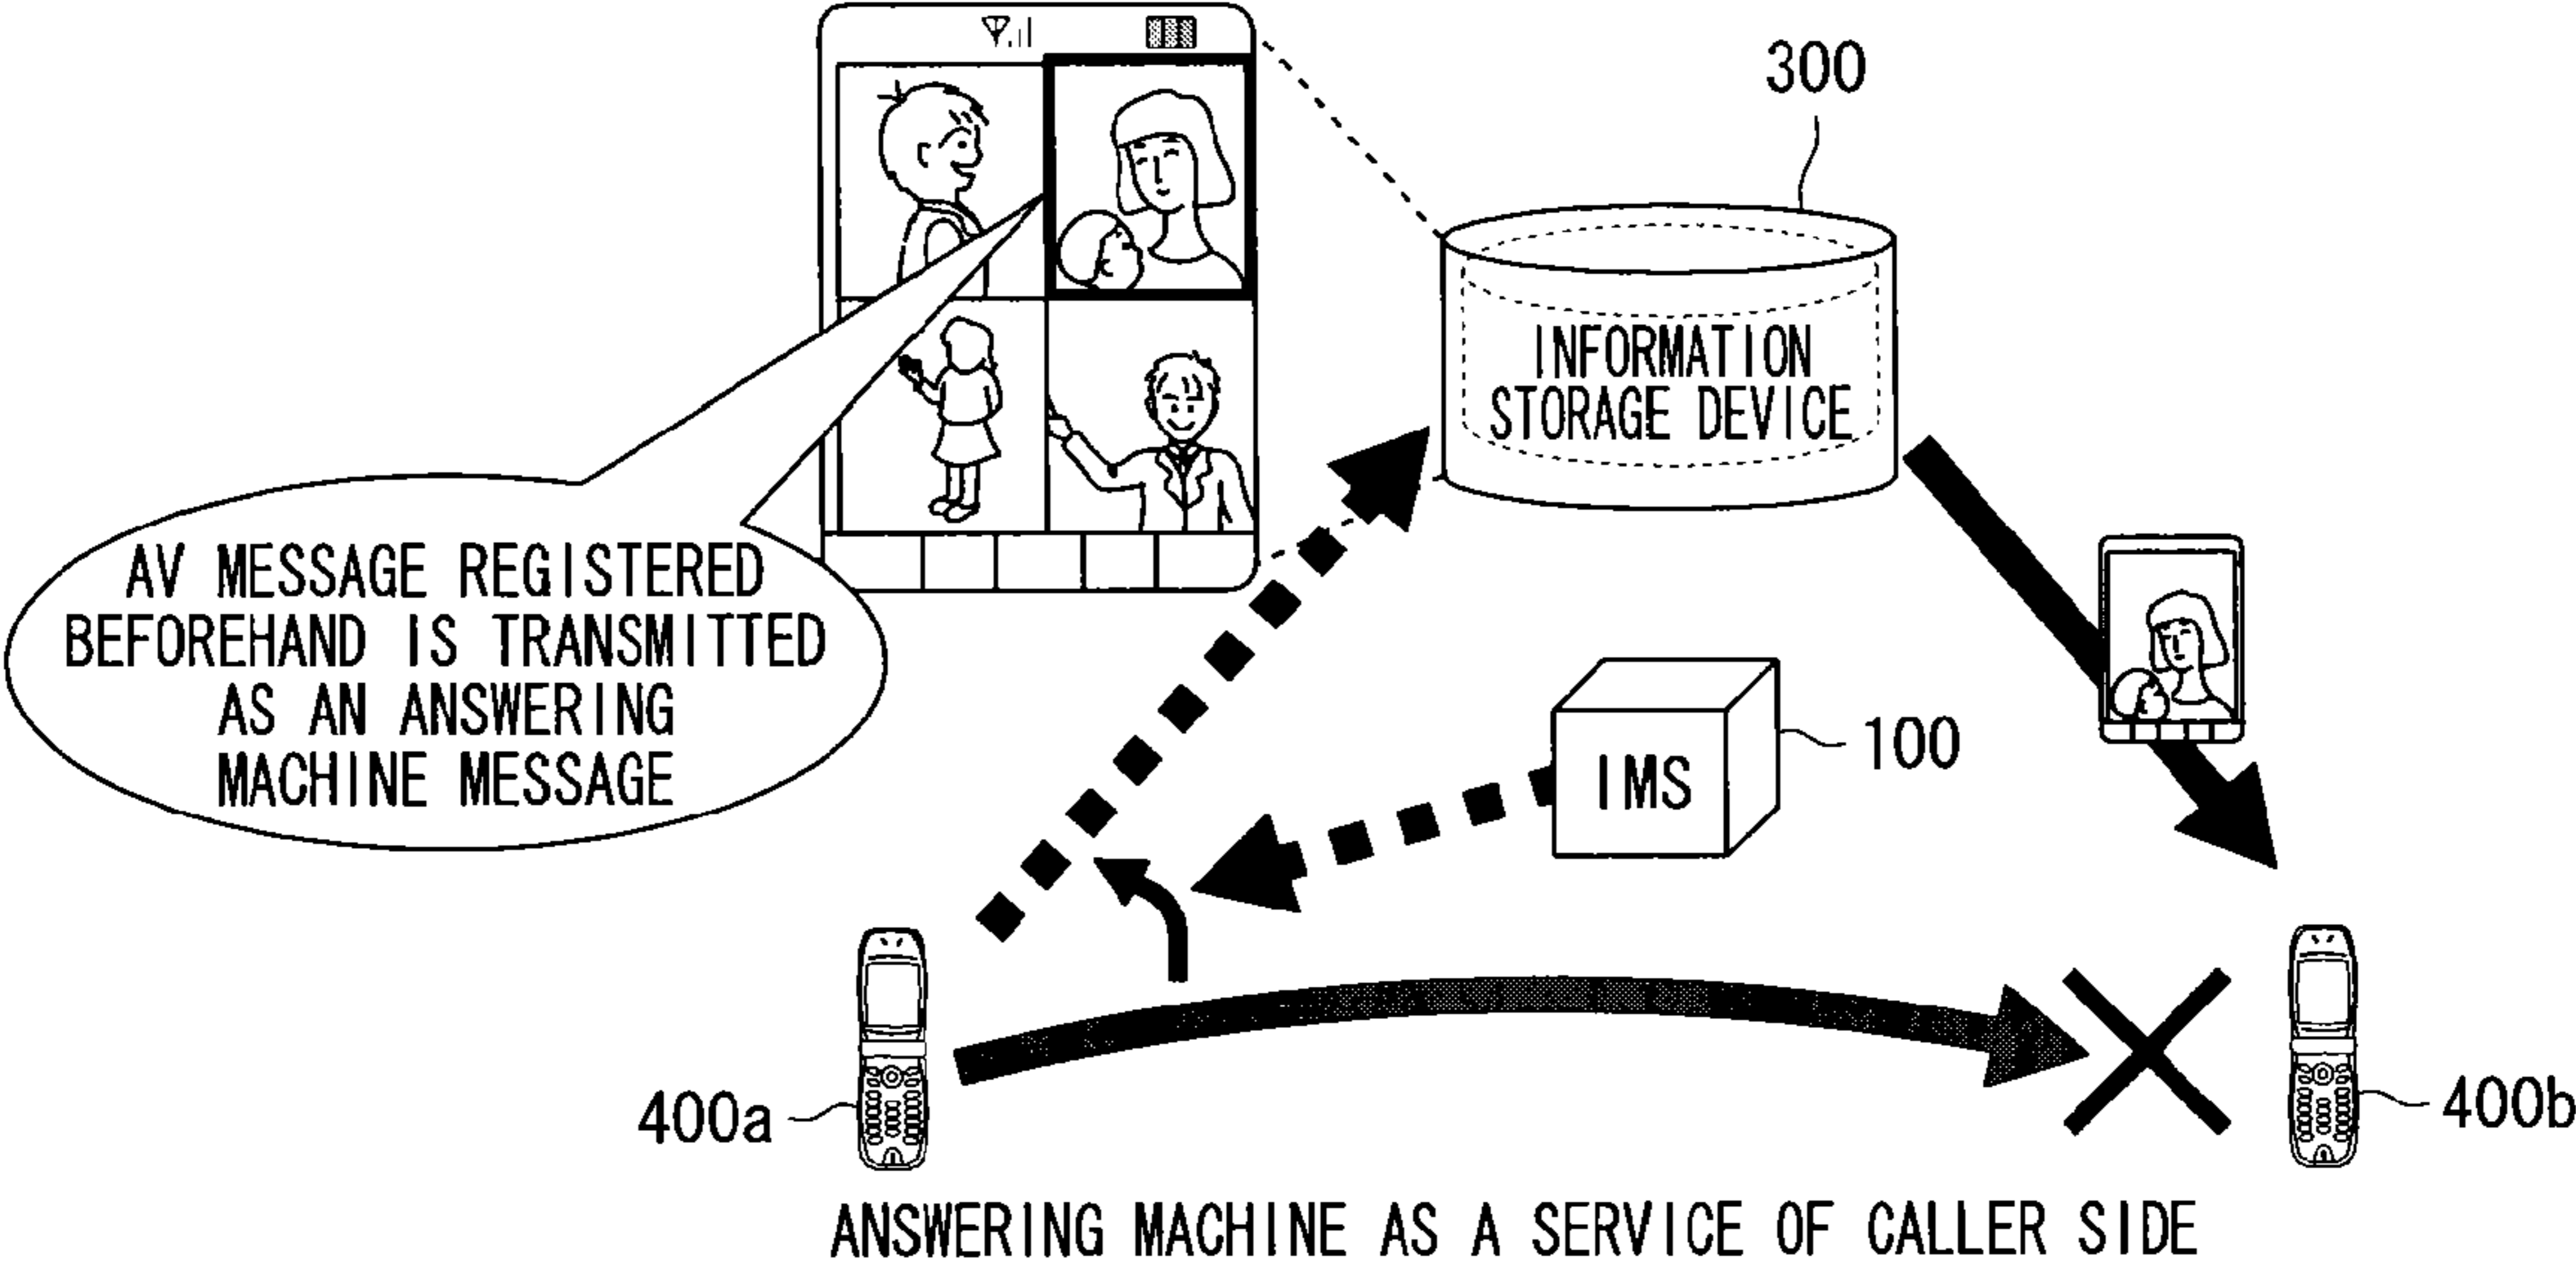 300
INFORMATION
STORAGE DEVICE
AV MESSAGE REGISTERED
BEFOREHAND IS TRANSMITTED
AS AN ANSWERING
MACHINE MESSAGE
IMS
100
400a
400b
ANSWERING MACHINE AS A SERVICE OF CALLER SIDE